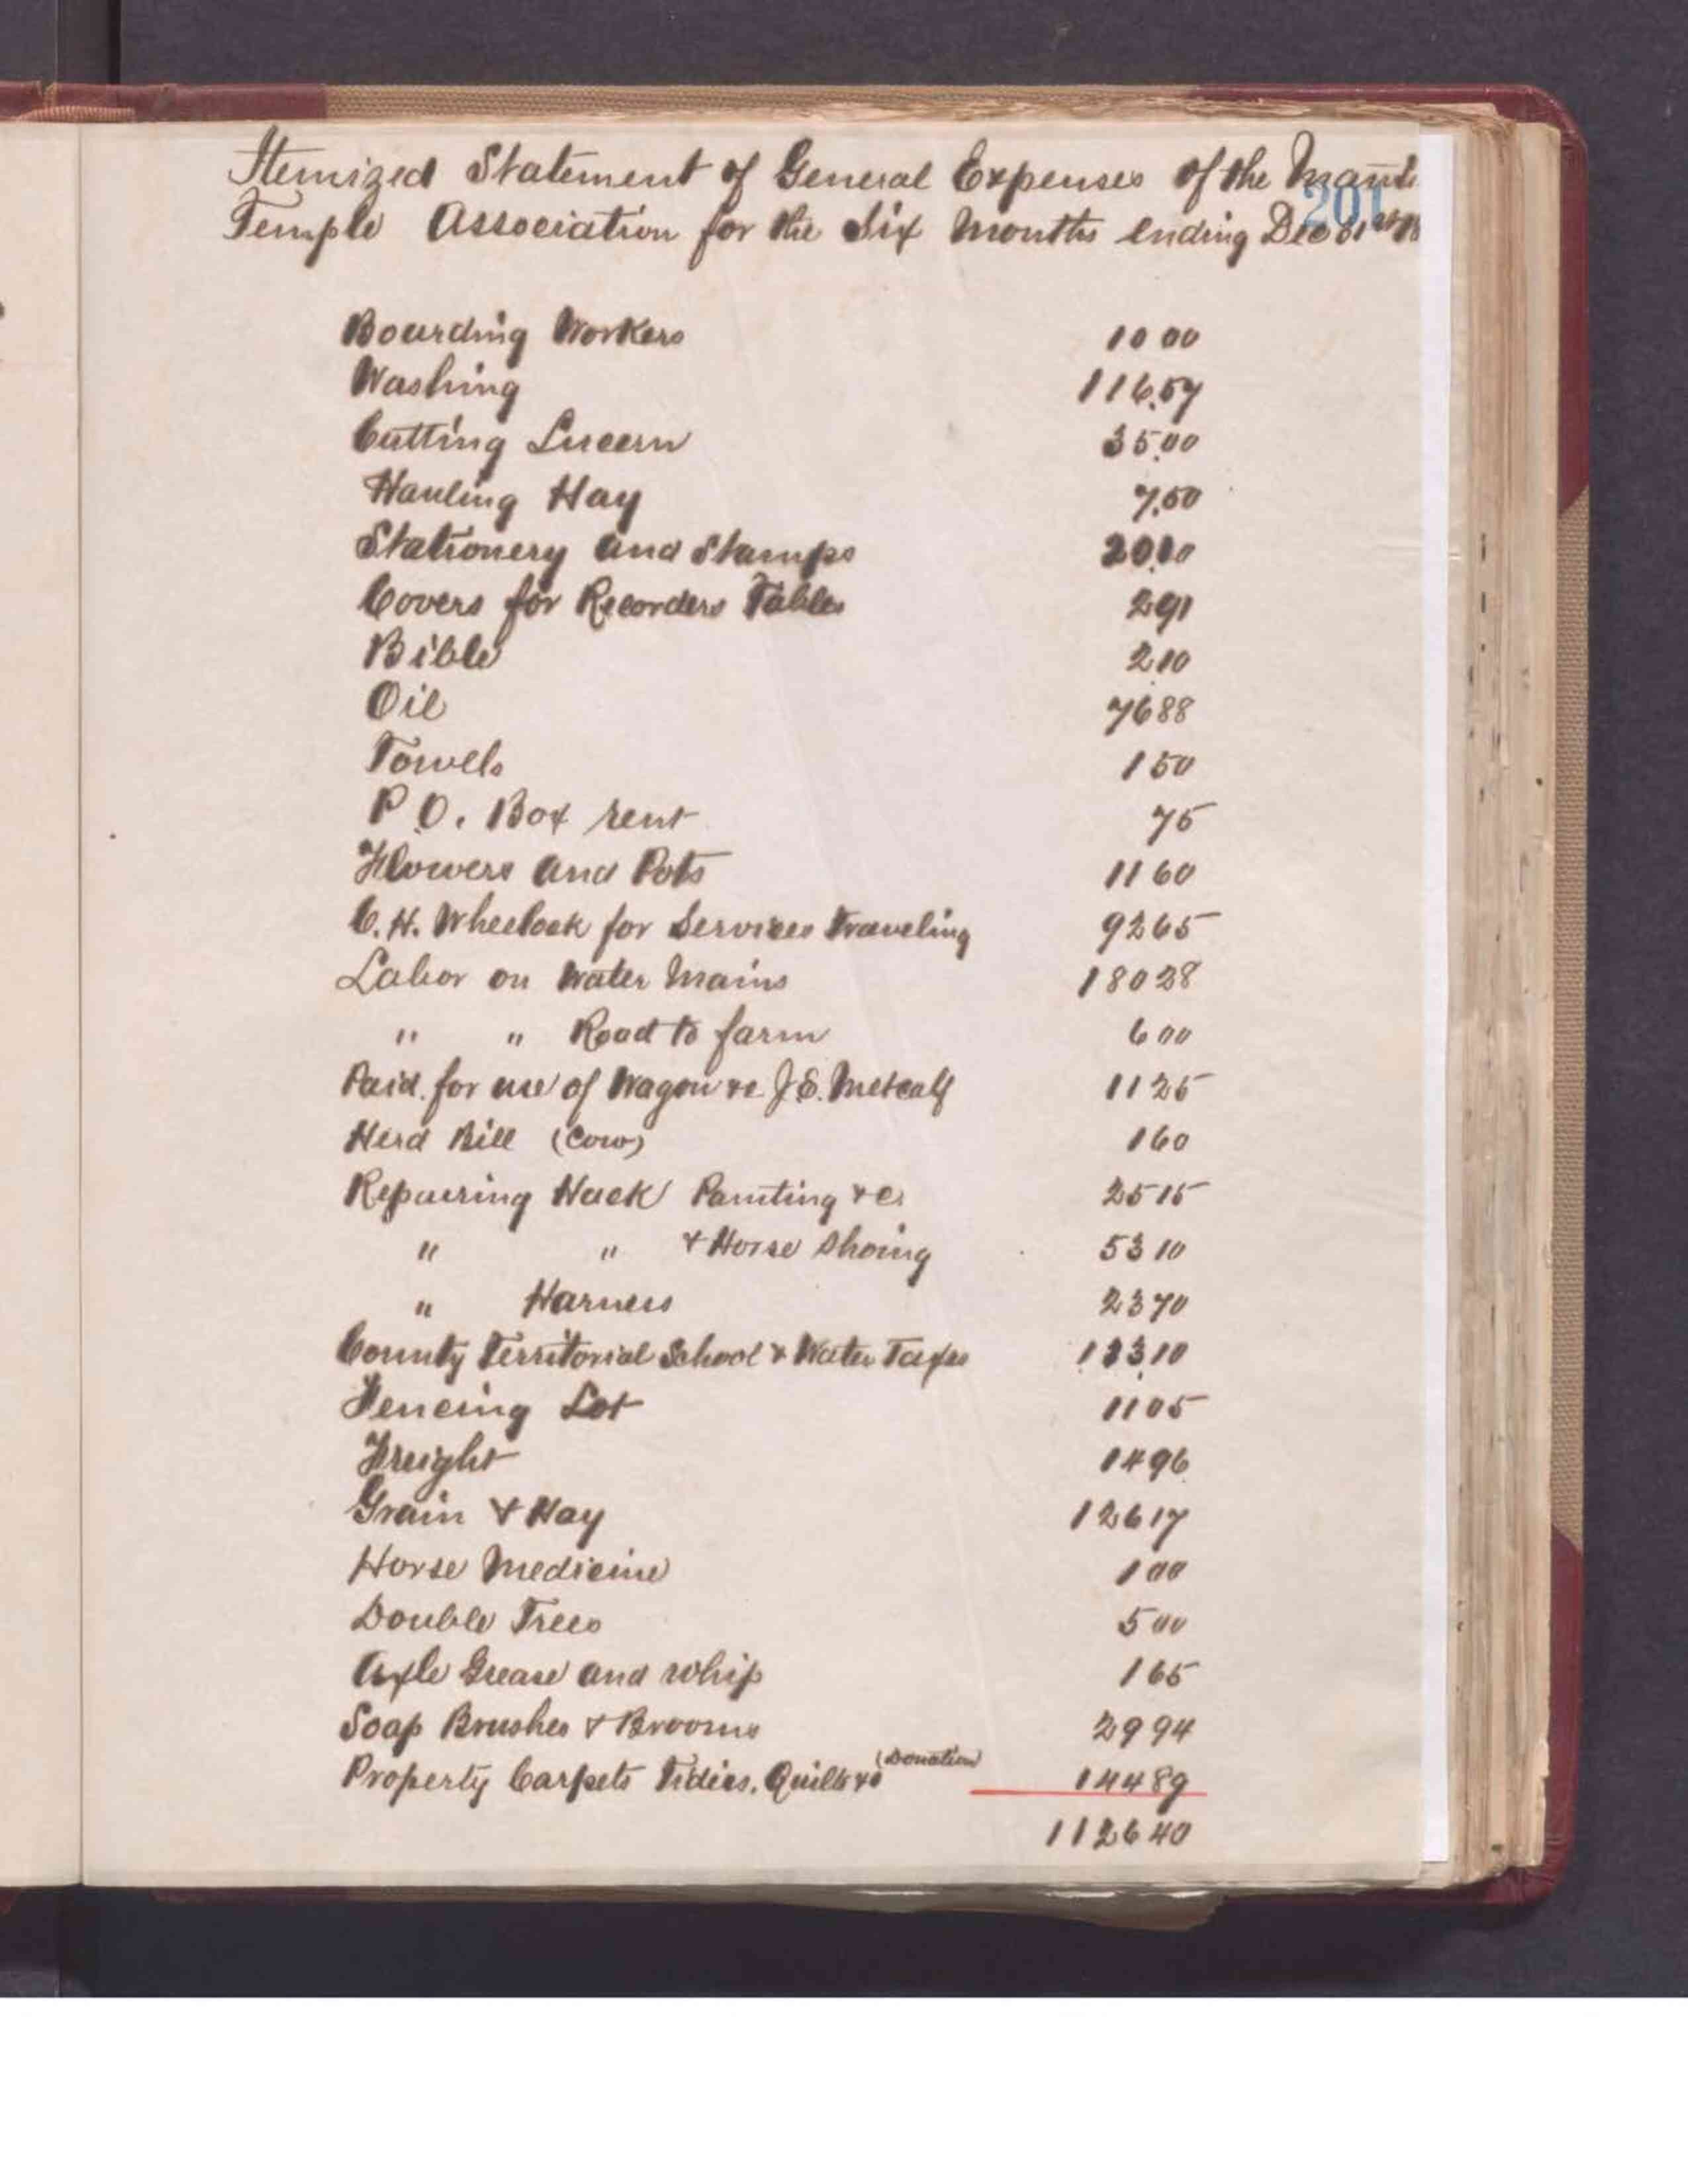 Itemized Statement of General Expenses of the Manti
201
Temple Association for the Six Months ending Dec 31st
Boarding Workers 10 00
Washing 116.57
Cutting Lucern 35.00
Hauling Hay 7.50
Stationery and Stamps 20.10
Covers for Recorders Tables 2 91
Bible 2 10
Oil 76 88
Towels 1 50
P.O. Box rent 75
Flowers and Pots 11 60
C. H. Wheelock for Services Traveling 92 65
Labor on Water Mains 180 28
" " Road to farm 6 00
Paid for use of Wagon &c J. E. Metcalf 11 25
Herd Bill (Cow) 1 60
Repairing Hack Painting &c. 25 15
" " & Horse Shoing 53 10
" Harness 23 70
County Territorial School & Water Taxes 113.10
Fencing Lot 11 05
Freight 14 96
Grain & Hay 126 17
Horse Medicine 1 00
Double Trees 5 00
Axle Grease and whip 1 65
Soap Brushes & Brooms 29 94
Property Carpets Tidies, Quilts &c (Donation) 144 89
1126 40